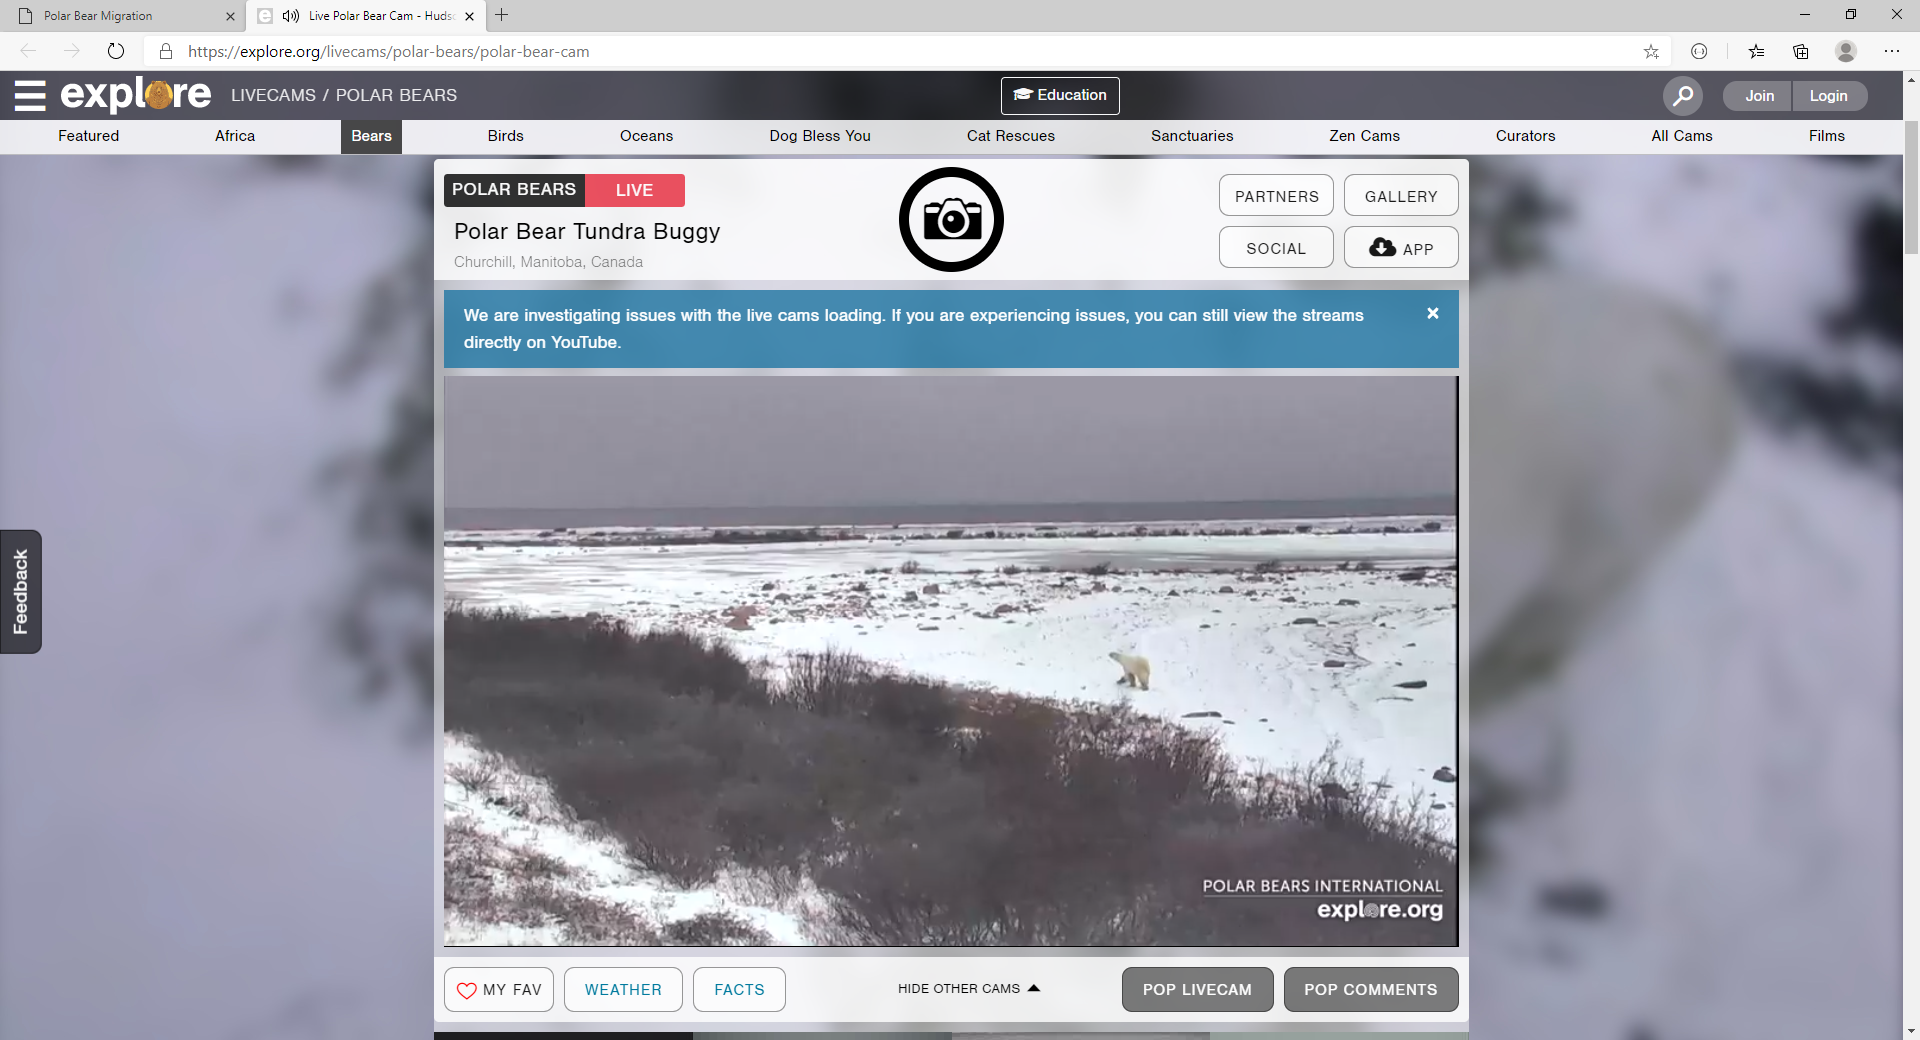 Polar Bear Migration
Live Polar Bear Cam - Huds
https://explore.org/livecams/polar-bears/polar-bear-cam
explore
LIVECAMS / POLAR BEARS
Education
Join
Login
Featured
Africa
Bears
Birds
Oceans
Dog Bless You
Cat Rescues
Sanctuaries
Zen Cams
Curators
All Cams
Films
POLAR BEARS
LIVE
Polar Bear Tundra Buggy
Churchill, Manitoba, Canada
PARTNERS
GALLERY
SOCIAL
APP
We are investigating issues with the live cams loading. If you are experiencing issues, you can still view the streams
directly on YouTube.
Feedback
POLAR BEARS INTERNATIONAL
explore.org
MY FAV
WEATHER
FACTS
HIDE OTHER CAMS
POP LIVECAM
POP COMMENTS